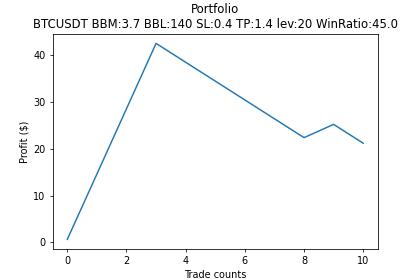 Portfolio
BTCUSDT BBM:3.7 BBL:140 SL:0.4 TP:1.4 lev:20 WinRatio:45.0
Profit ($)
40
30
20
10
0
0 2 4 6 8 10
Trade counts